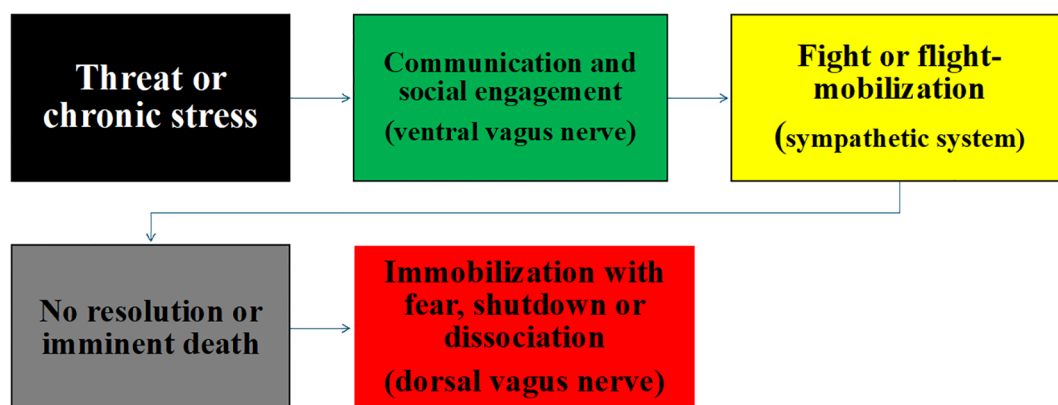 Threat or
chronic stress
Communication and
social engagement
(ventral vagus nerve)
Fight or flight-
mobilization
(sympathetic system)
No resolution or
imminent death
Immobilization with
fear, shutdown or
dissociation
(dorsal vagus nerve)